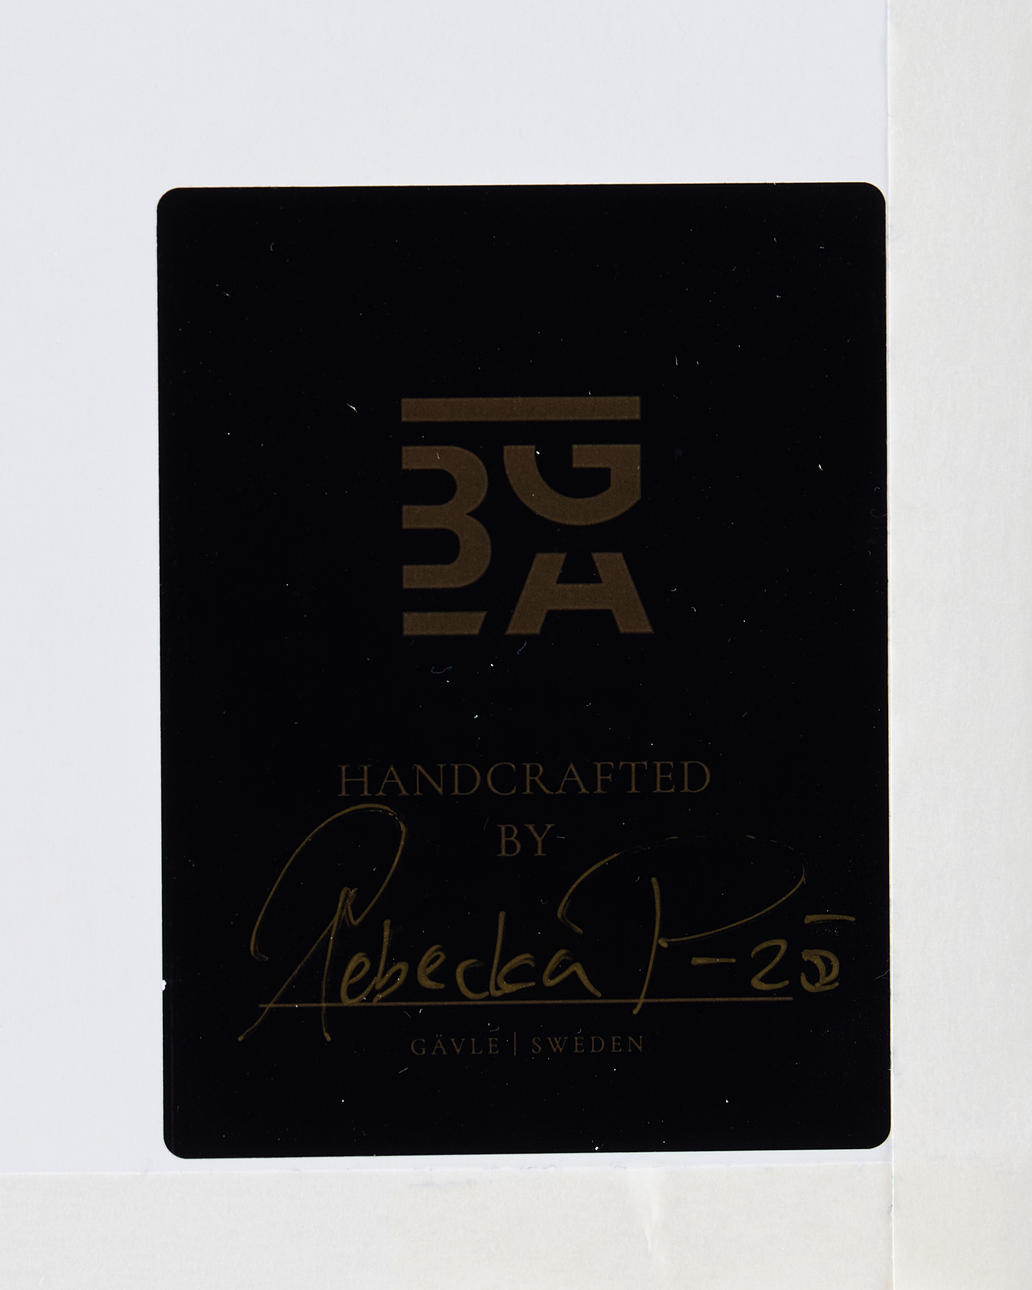 BGA
HANDCRAFTED
BY
Rebecka P-25
GÄVLE | SWEDEN